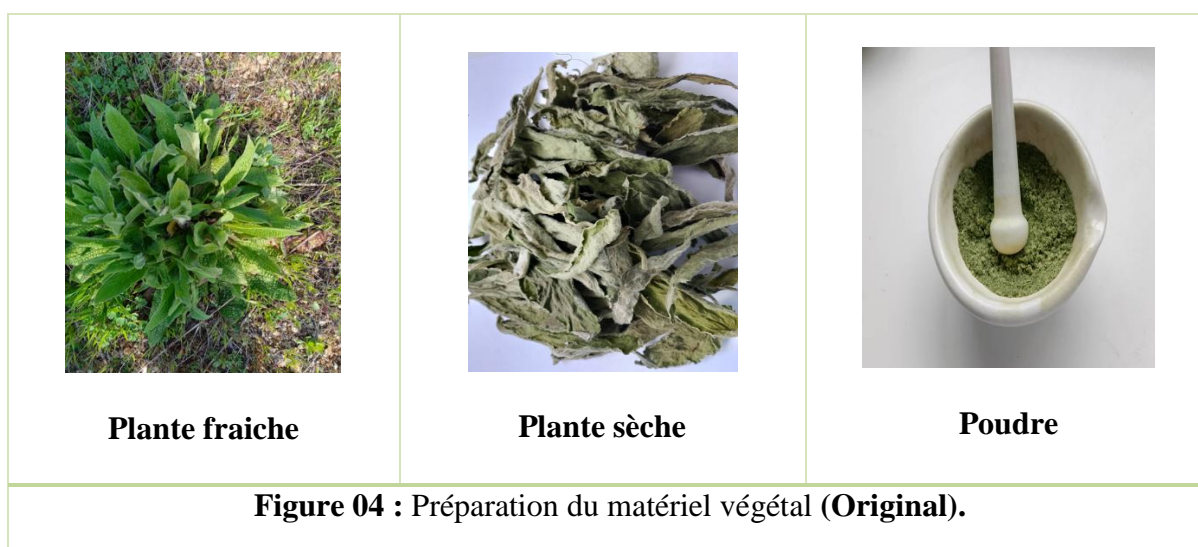 Plante fraiche
Plante sèche
Poudre
Figure 04 : Préparation du matériel végétal (Original).